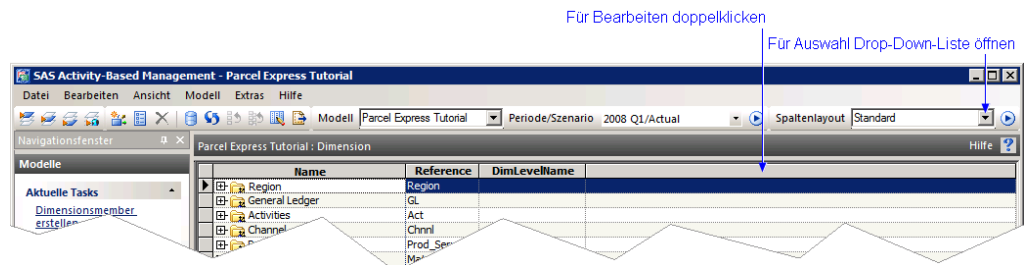 Für Bearbeiten doppelklicken
Für Auswahl Drop-Down-Liste öffnen
SAS Activity-Based Management - Parcel Express Tutorial
Datei Bearbeiten Ansicht Modell Extras Hilfe
Modell Parcel Express Tutorial Periode/Szenario 2008 Q1/Actual Spaltenlayout Standard
Navigationsfenster
Parcel Express Tutorial : Dimension Hilfe ?
Modelle
Name Reference DimLevelName
Aktuelle Tasks
Region Region
General Ledger GL
Dimensionsmember
erstellen
Activities Act
Channel Chnnl